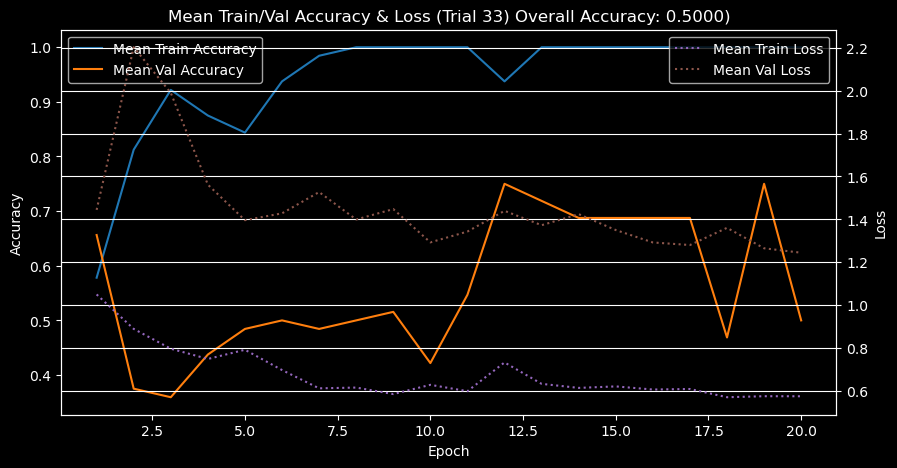 Mean Train/Val Accuracy & Loss (Trial 33) Overall Accuracy: 0.5000)
Mean Train Accuracy
Mean Val Accuracy
Mean Train Loss
Mean Val Loss
1.0
0.9
0.8
0.7
0.6
0.5
0.4
Accuracy
2.2
2.0
1.8
1.6
1.4
1.2
1.0
0.8
0.6
Loss
2.5 5.0 7.5 10.0 12.5 15.0 17.5 20.0
Epoch